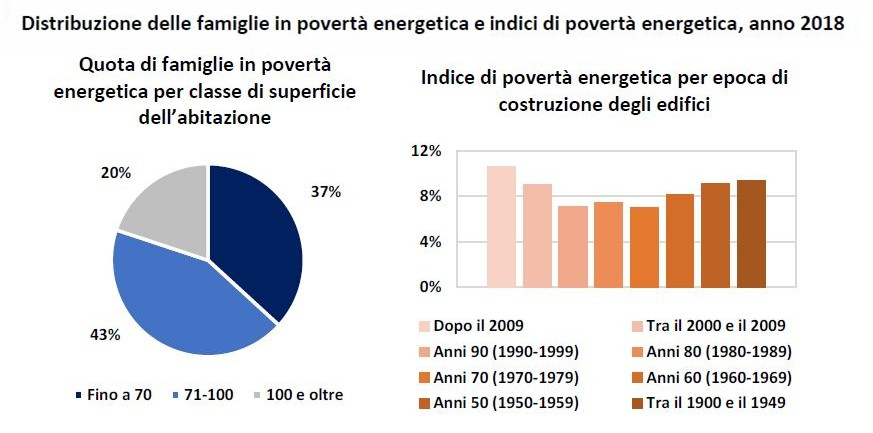 Distribuzione delle famiglie in povertà energetica e indici di povertà energetica, anno 2018
Quota di famiglie in povertà
energetica per classe di superficie
dell'abitazione
20%
37%
43%
Fino a 70
71-100
100 e oltre
Indice di povertà energetica per epoca di
costruzione degli edifici
12%
8%
4%
0%
Dopo il 2009
Tra il 2000 e il 2009
Anni 90 (1990-1999)
Anni 80 (1980-1989)
Anni 70 (1970-1979)
Anni 60 (1960-1969)
Anni 50 (1950-1959)
Tra il 1900 e il 1949